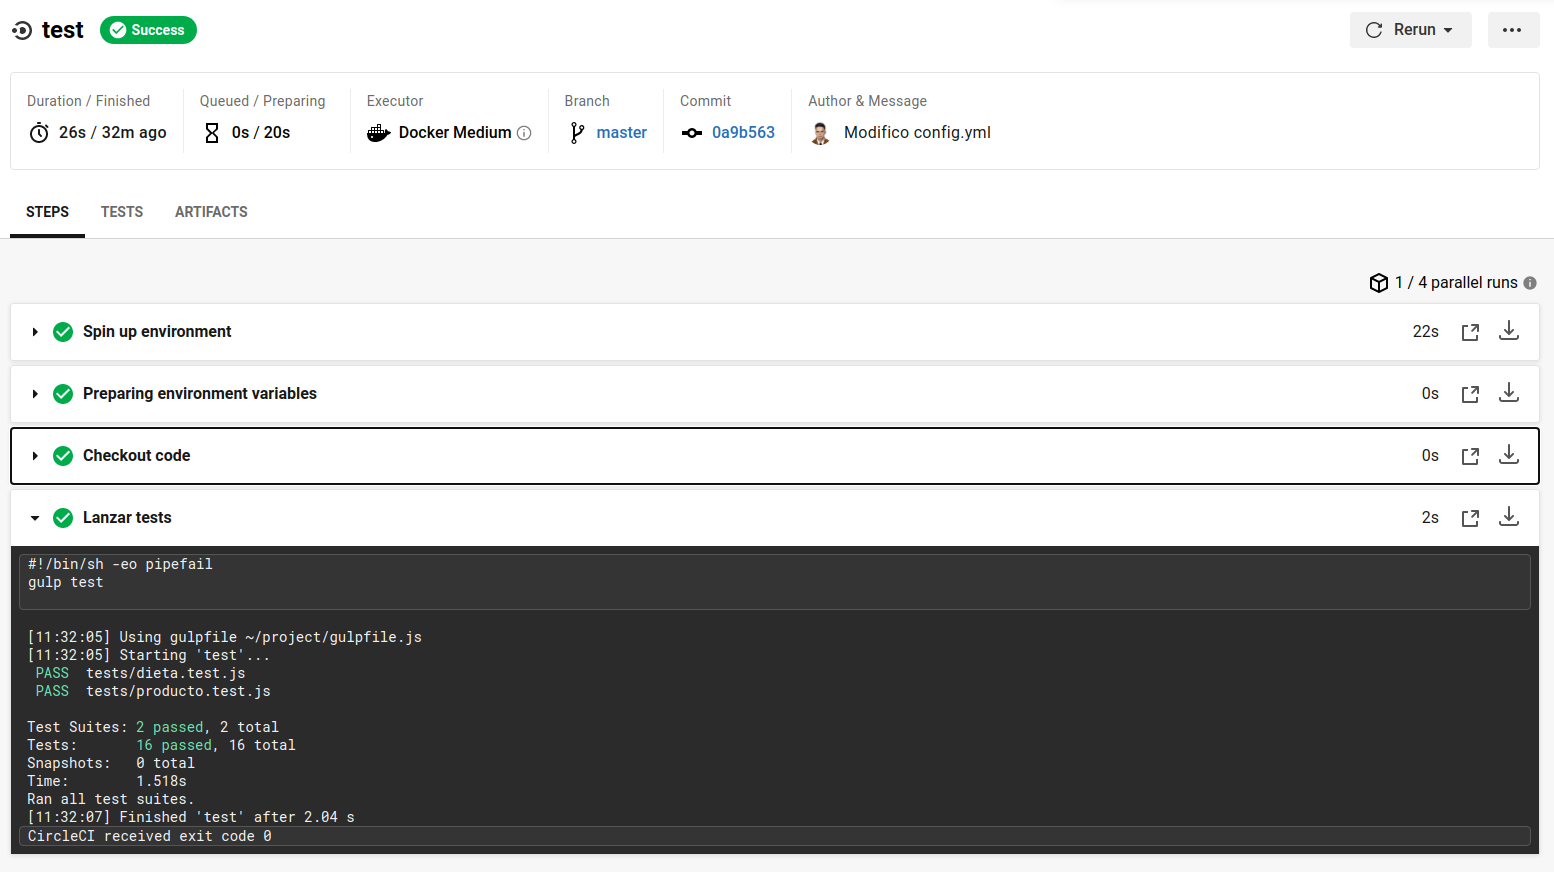 test Success Rerun
Duration / Finished Queued / Preparing Executor Branch Commit Author & Message
26s / 32m ago 0s / 20s Docker Medium master 0a9b563 Modifico config.yml
STEPS TESTS ARTIFACTS
1 / 4 parallel runs
Spin up environment 22s
Preparing environment variables 0s
Checkout code 0s
Lanzar tests 2s
#!/bin/sh -eo pipefail
gulp test
[11:32:05] Using gulpfile ~/project/gulpfile.js
[11:32:05] Starting 'test'...
PASS tests/dieta.test.js
PASS tests/producto.test.js
Test Suites: 2 passed, 2 total
Tests: 16 passed, 16 total
Snapshots: 0 total
Time: 1.518s
Ran all test suites.
[11:32:07] Finished 'test' after 2.04 s
CircleCI received exit code 0